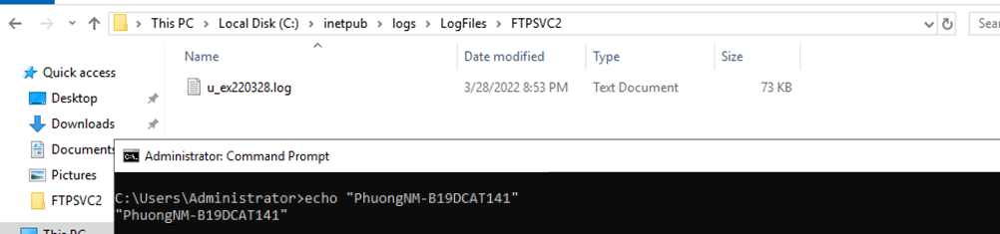 This PC > Local Disk (C:) > inetpub > logs > LogFiles > FTPSVC2
Name Date modified Type Size
Quick access
u_ex220328.log 3/28/2022 8:53 PM Text Document 73 KB
Desktop
Downloads
Documents
Pictures
FTPSVC2
This PC
Administrator: Command Prompt
C:\Users\Administrator>echo "PhuongNM-B19DCAT141"
"PhuongNM-B19DCAT141"